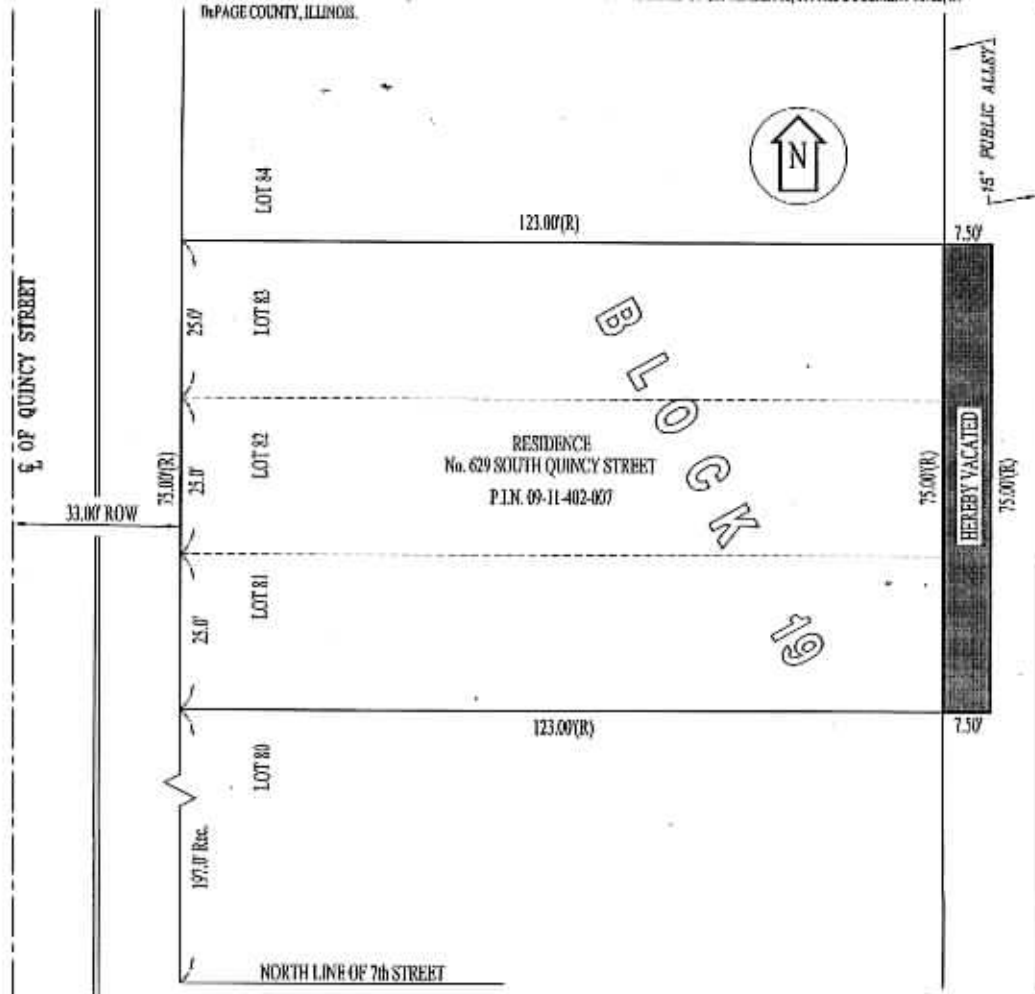 DuPAGE COUNTY, ILLINOIS.
15' PUBLIC ALLEY
N
LOT 84
123.00'(R)
7.50'
℄ OF QUINCY STREET
25.0'
LOT 83
BLOCK 19
75.00'(R)
25.0'
LOT 82
RESIDENCE
No. 629 SOUTH QUINCY STREET
P.I.N. 09-11-402-007
75.00'(R)
HEREBY VACATED
75.00'(R)
33.00' ROW
25.0'
LOT 81
123.00'(R)
7.50'
LOT 80
197.0' Rec.
NORTH LINE OF 7th STREET